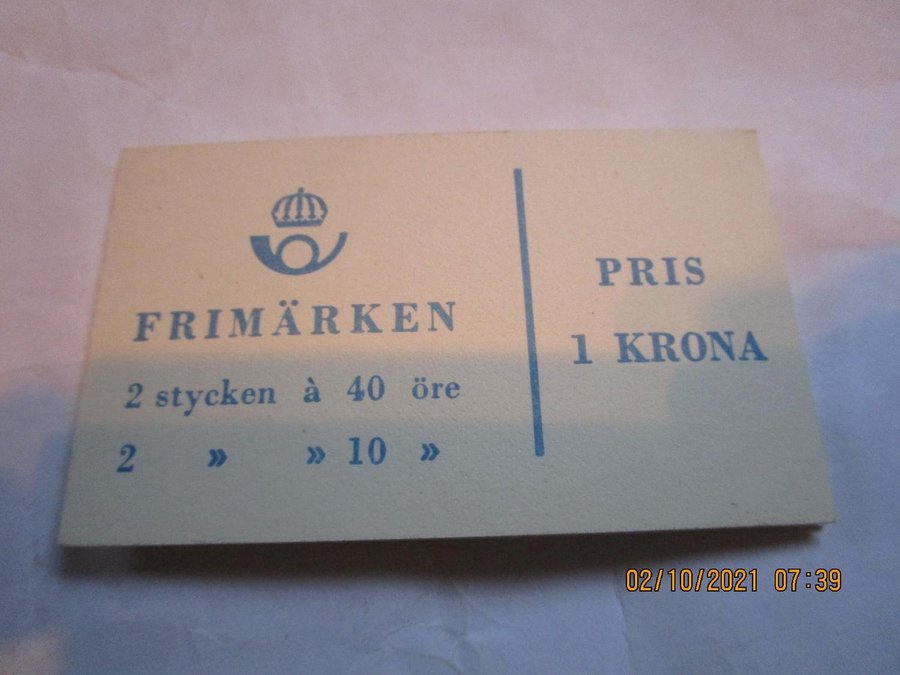 FRIMÄRKEN
2 stycken à 40 öre
2 » » 10 »
PRIS
1 KRONA
02/10/2021 07:39